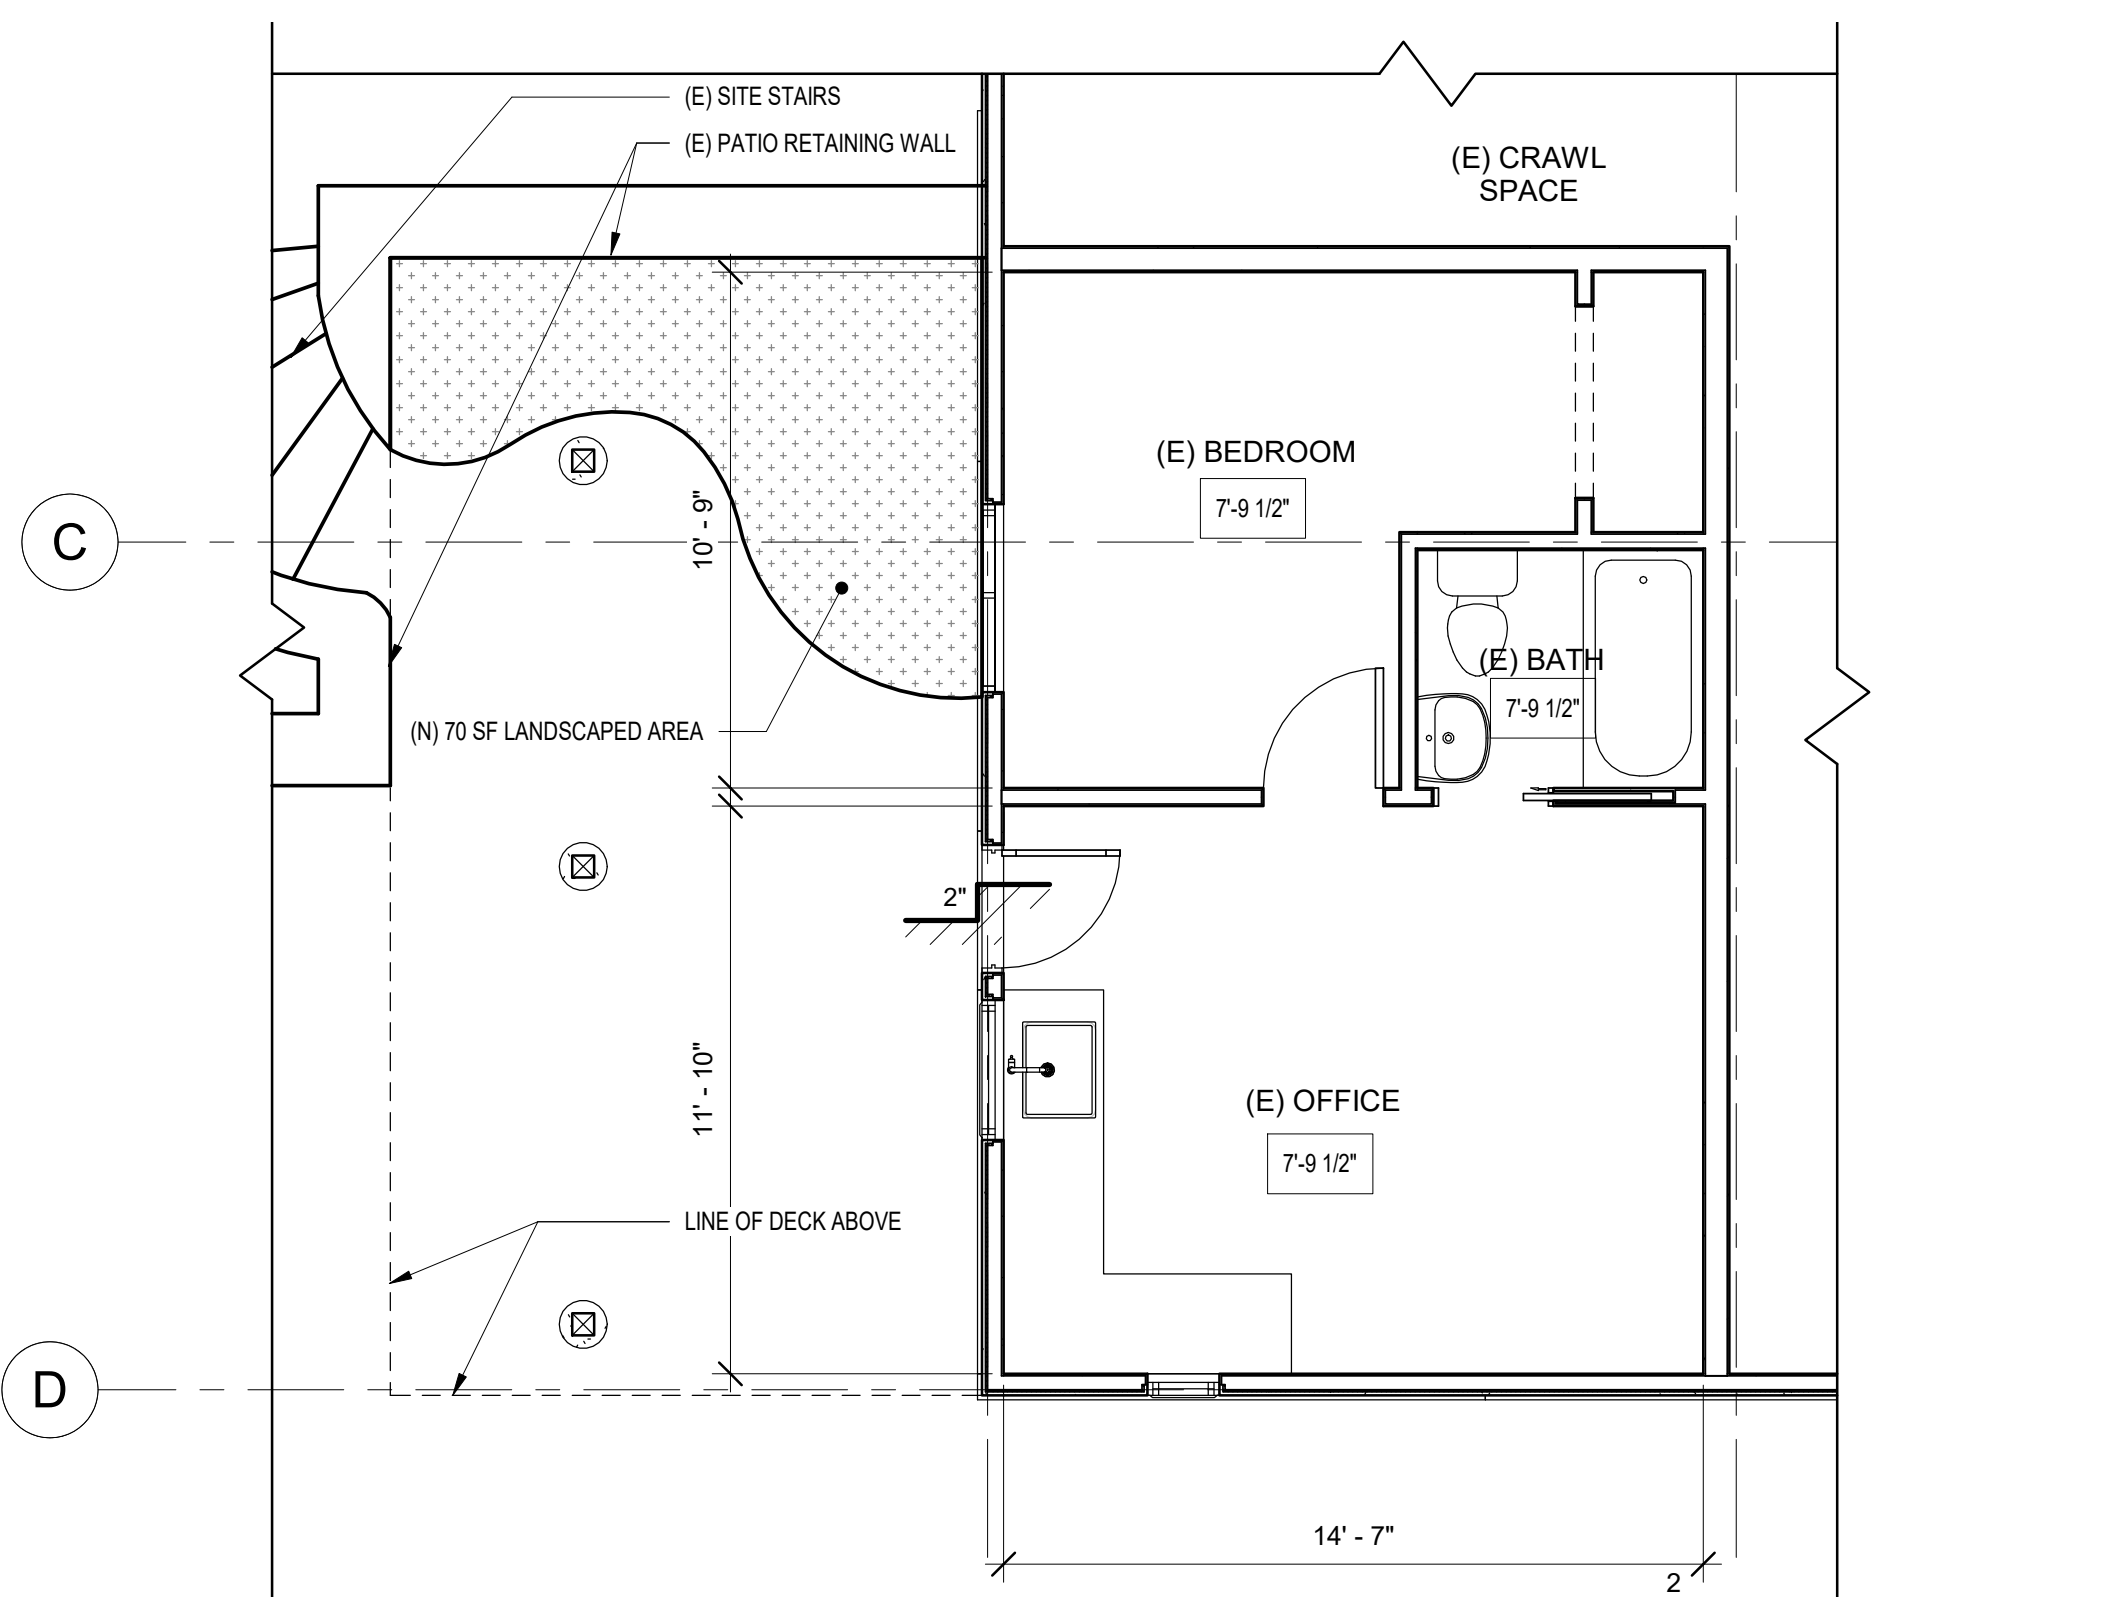 (E) SITE STAIRS
(E) PATIO RETAINING WALL
(E) CRAWL
SPACE
(E) BEDROOM
7'-9 1/2"
10' - 9"
C
(E) BATH
7'-9 1/2"
(N) 70 SF LANDSCAPED AREA
2"
11' - 10"
(E) OFFICE
7'-9 1/2"
LINE OF DECK ABOVE
D
14' - 7"
2